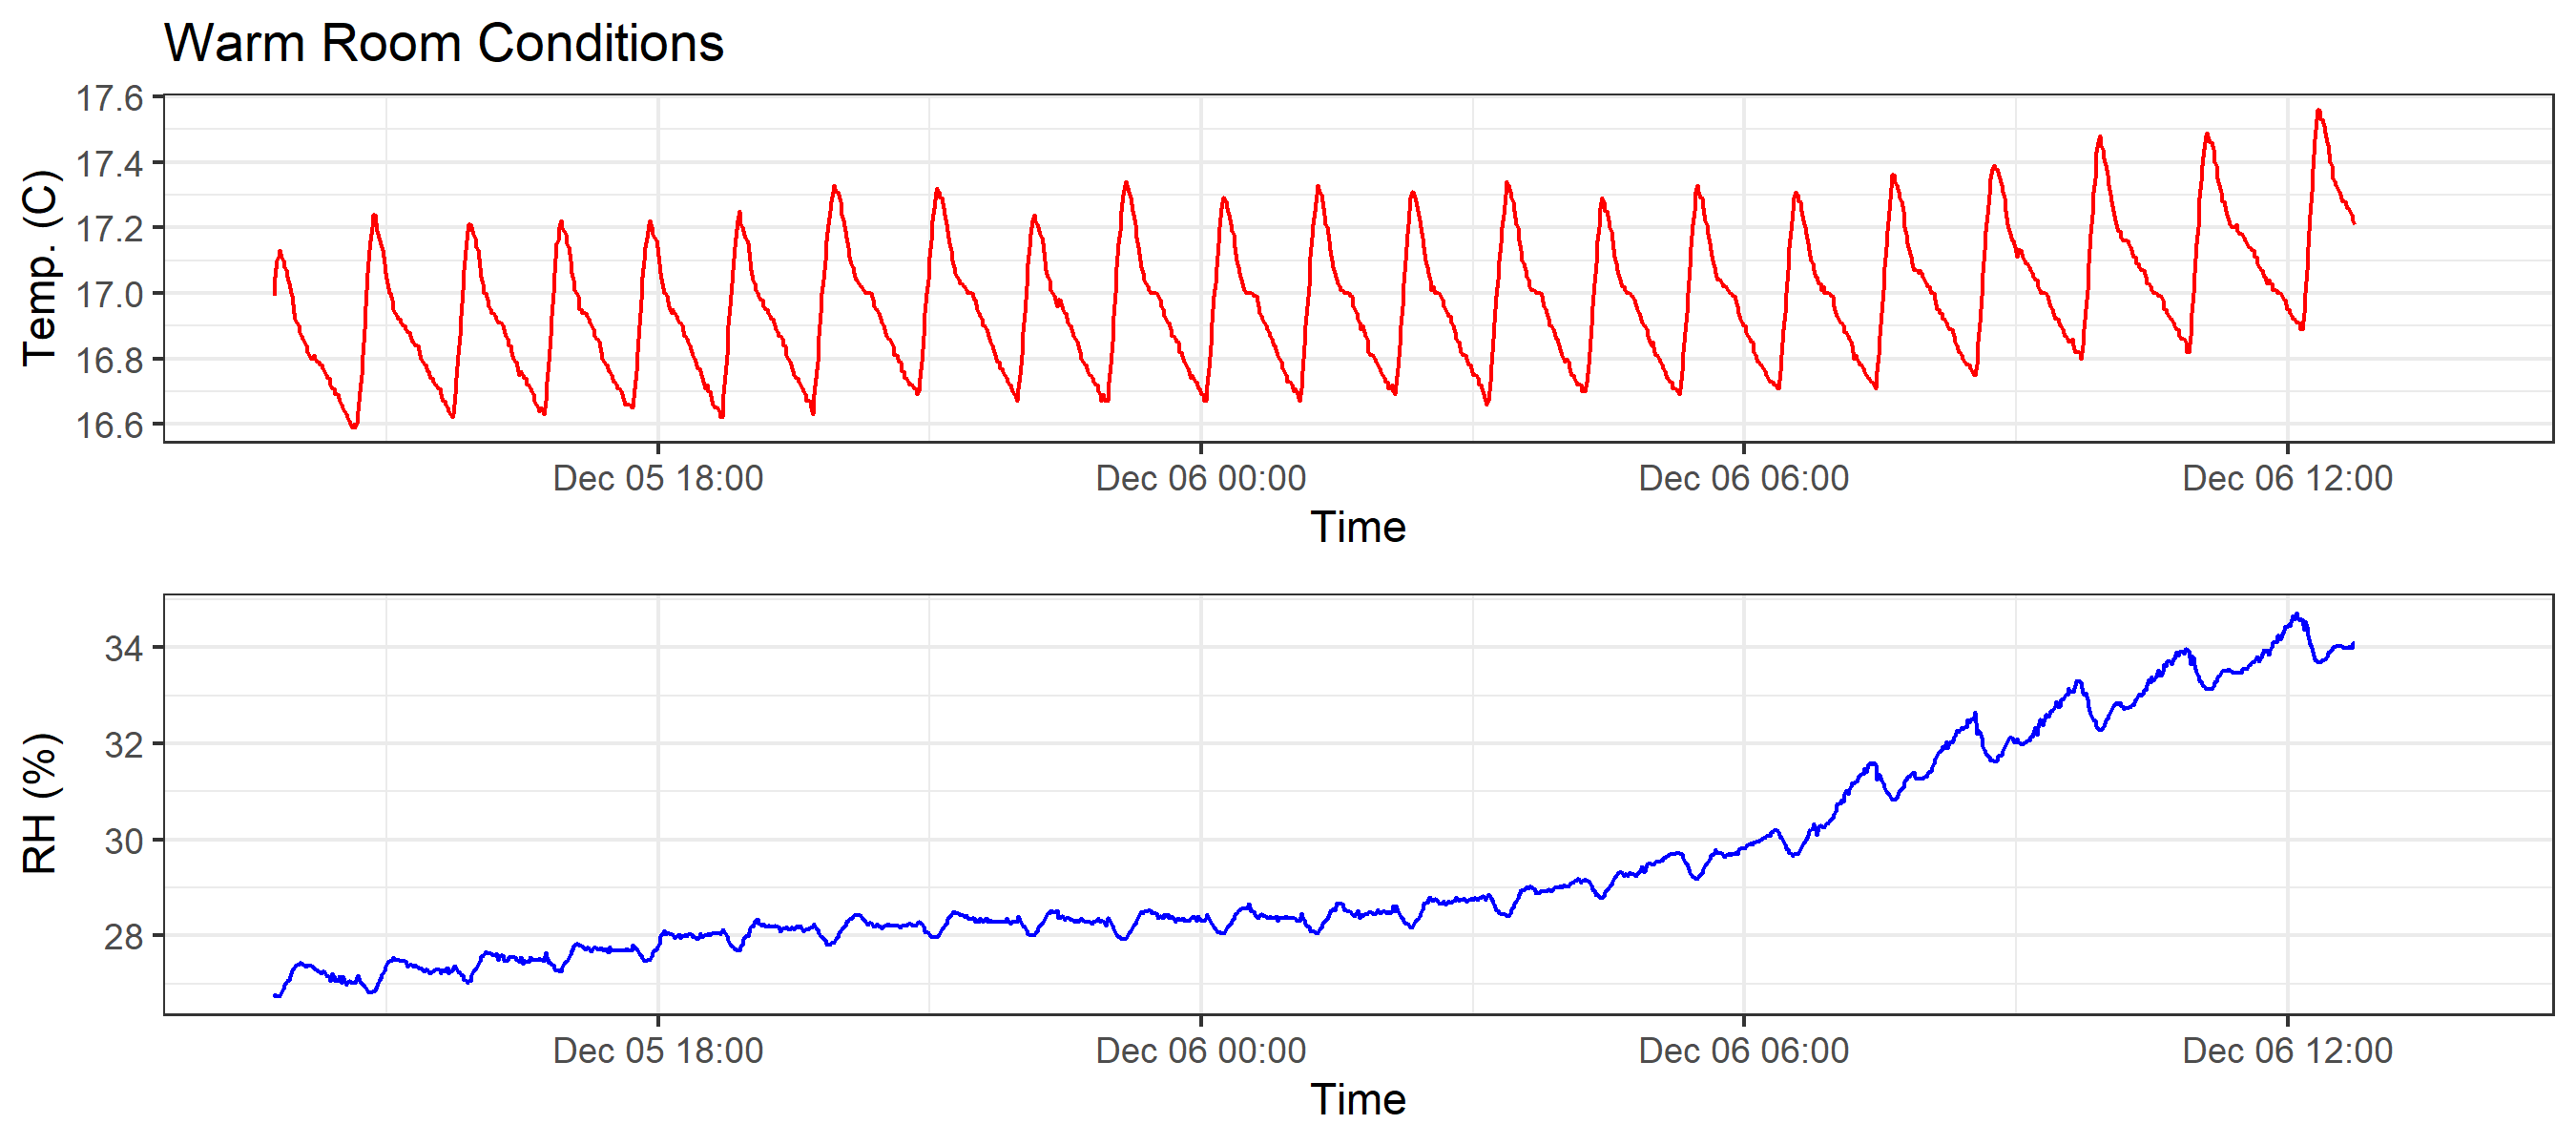 Warm Room Conditions
17.6
17.4
17.2
17.0
16.8
16.6
Temp. (C)
Dec 05 18:00 Dec 06 00:00 Dec 06 06:00 Dec 06 12:00
Time
34
32
30
28
RH (%)
Dec 05 18:00 Dec 06 00:00 Dec 06 06:00 Dec 06 12:00
Time